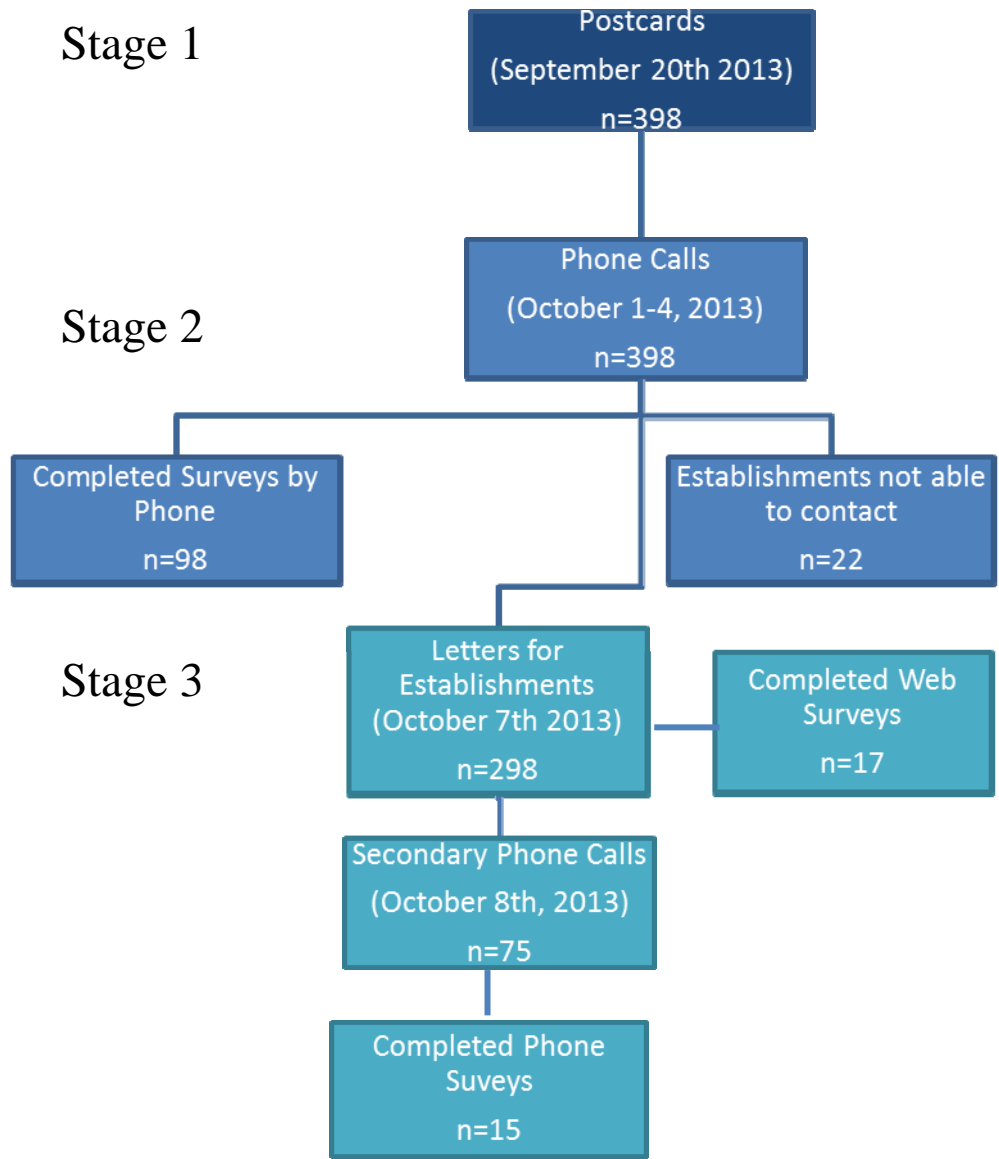 Stage 1
Postcards
(September 20th 2013)
n=398
Stage 2
Phone Calls
(October 1-4, 2013)
n=398
Completed Surveys by
Phone
n=98
Establishments not able
to contact
n=22
Stage 3
Letters for
Establishments
(October 7th 2013)
n=298
Completed Web
Surveys
n=17
Secondary Phone Calls
(October 8th, 2013)
n=75
Completed Phone
Suveys
n=15